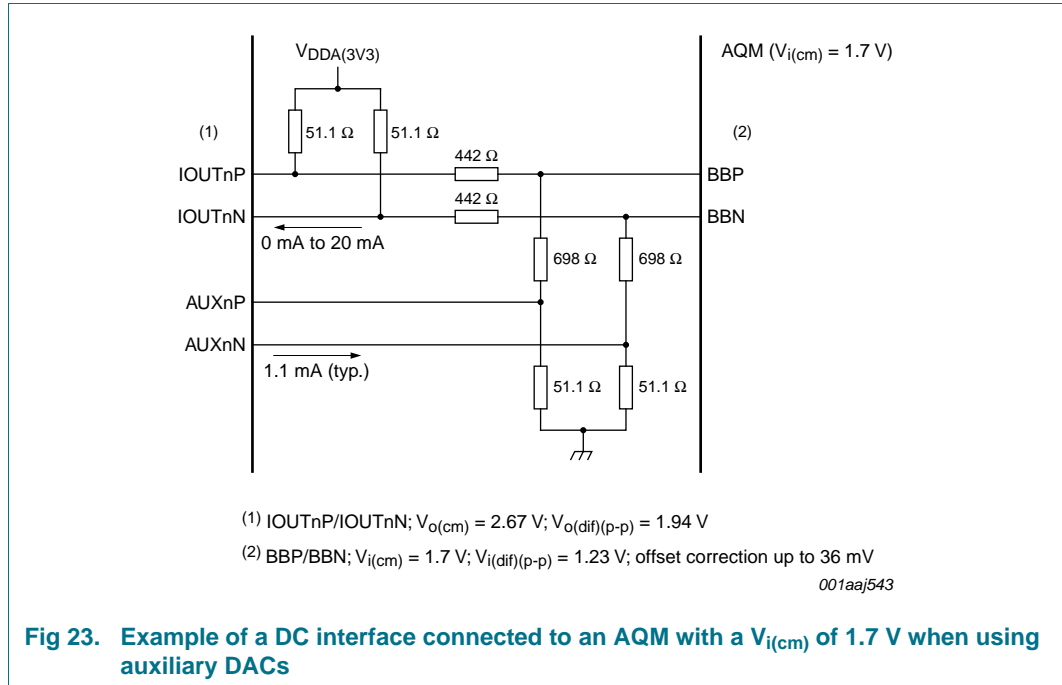 VDDA(3V3)
AQM (Vi(cm) = 1.7 V)
(1)
51.1 Ω
51.1 Ω
(2)
442 Ω
IOUTnP
BBP
442 Ω
IOUTnN
BBN
0 mA to 20 mA
698 Ω
698 Ω
AUXnP
AUXnN
1.1 mA (typ.)
51.1 Ω
51.1 Ω
(1) IOUTnP/IOUTnN; Vo(cm) = 2.67 V; Vo(dif)(p-p) = 1.94 V
(2) BBP/BBN; Vi(cm) = 1.7 V; Vi(dif)(p-p) = 1.23 V; offset correction up to 36 mV
001aaj543
Fig 23. Example of a DC interface connected to an AQM with a Vi(cm) of 1.7 V when using
auxiliary DACs